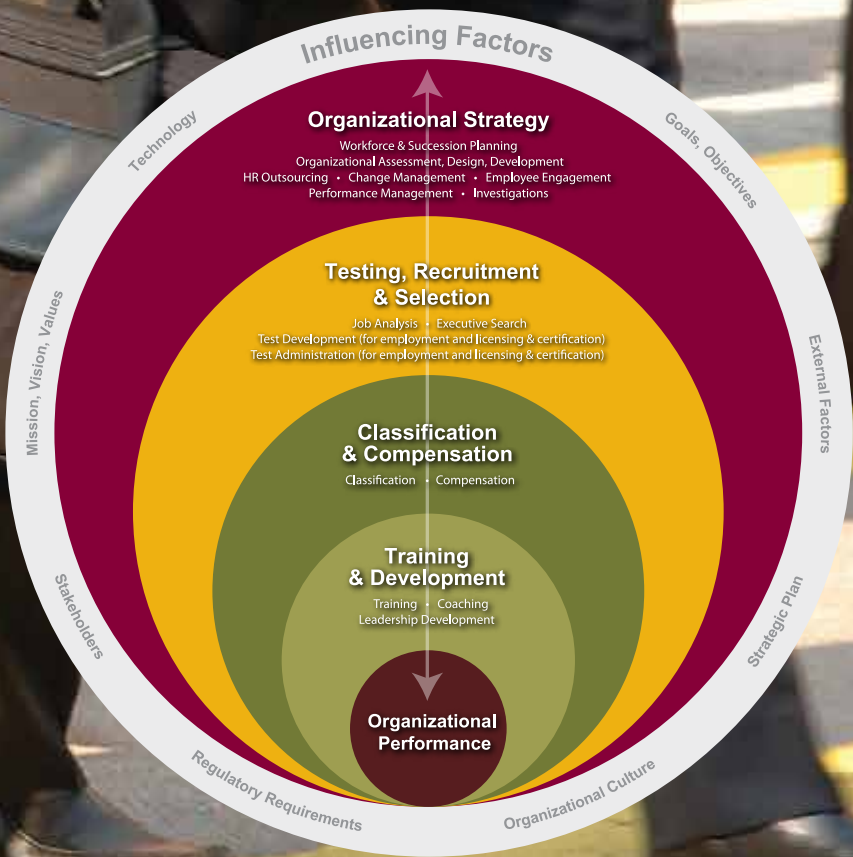 Influencing Factors
Technology
Goals, Objectives
Mission, Vision, Values
External Factors
Stakeholders
Strategic Plan
Regulatory Requirements
Organizational Culture
Organizational Strategy
Workforce & Succession Planning
Organizational Assessment, Design, Development
HR Outsourcing • Change Management • Employee Engagement
Performance Management • Investigations
Testing, Recruitment
& Selection
Job Analysis • Executive Search
Test Development (for employment and licensing & certification)
Test Administration (for employment and licensing & certification)
Classification
& Compensation
Classification • Compensation
Training
& Development
Training • Coaching
Leadership Development
Organizational
Performance